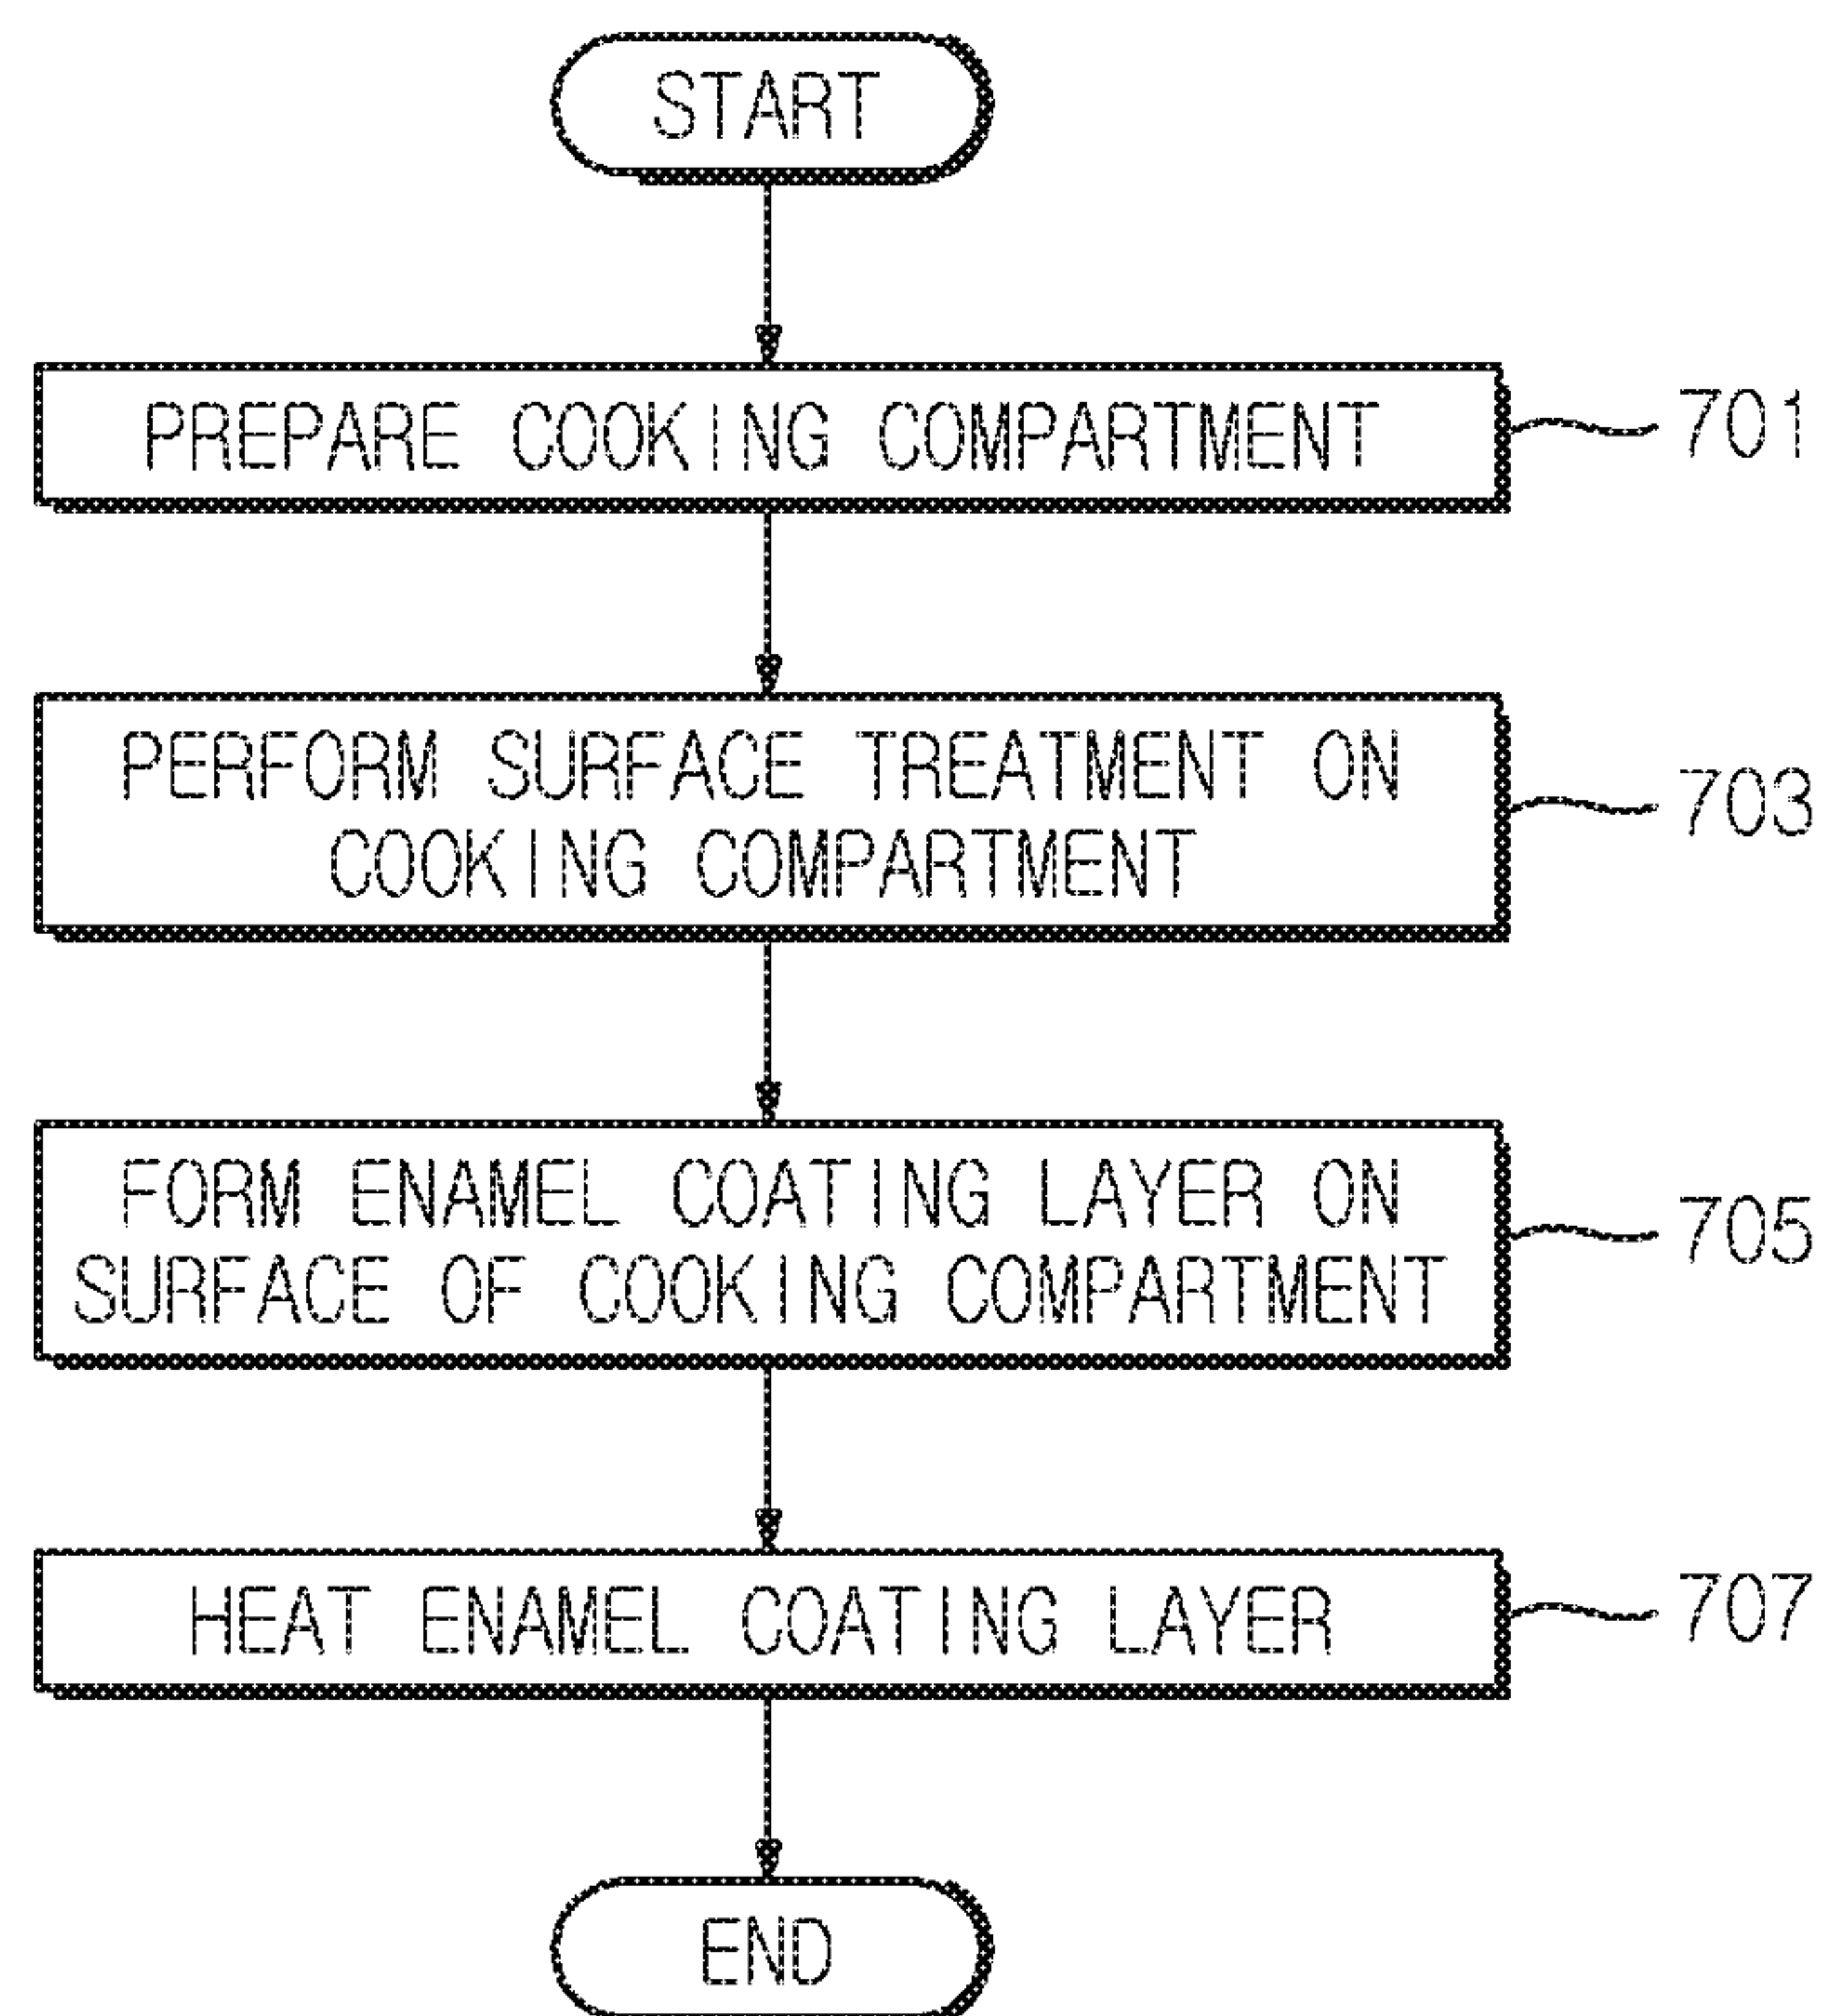 START
PREPARE COOKING COMPARTMENT
701
PERFORM SURFACE TREATMENT ON
COOKING COMPARTMENT
703
FORM ENAMEL COATING LAYER ON
SURFACE OF COOKING COMPARTMENT
705
HEAT ENAMEL COATING LAYER
707
END